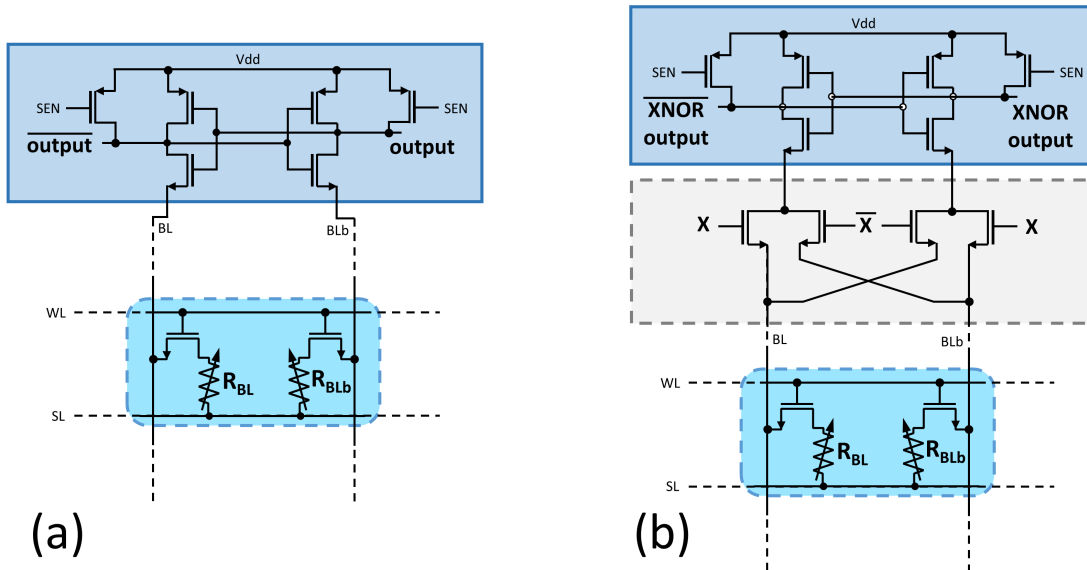 Vdd
SEN
SEN
output
output
BL
BLb
WL
R_BL
R_BLb
SL
(a)
Vdd
SEN
SEN
XNOR
output
XNOR
output
X
X
X
BL
BLb
WL
R_BL
R_BLb
SL
(b)